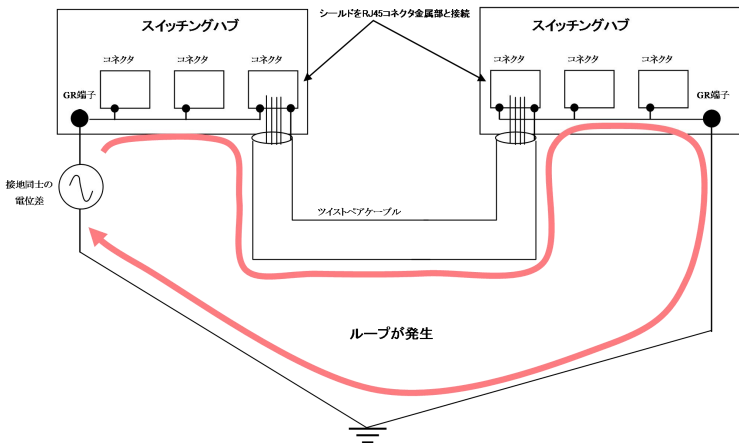 シールドをRJ45コネクタ金属部と接続
スイッチングハブ
スイッチングハブ
コネクタ
コネクタ
コネクタ
コネクタ
コネクタ
コネクタ
GR端子
GR端子
接地同士の
電位差
ツイストペアケーブル
ループが発生